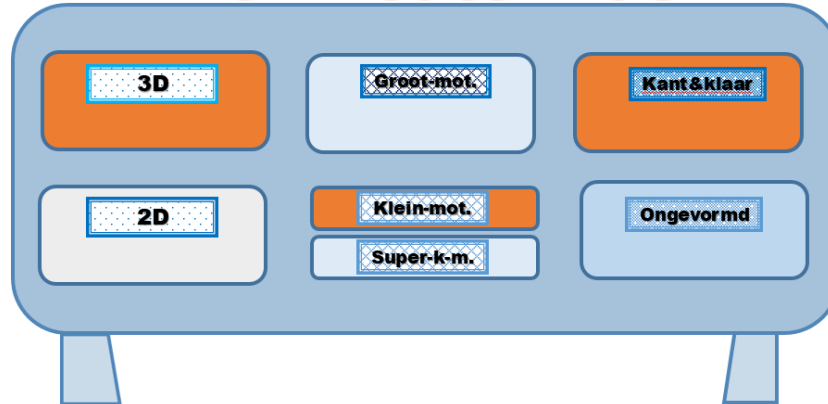 3D
Groot-mot.
Kant&klaar
2D
Klein-mot.
Super-k-m.
Ongevormd